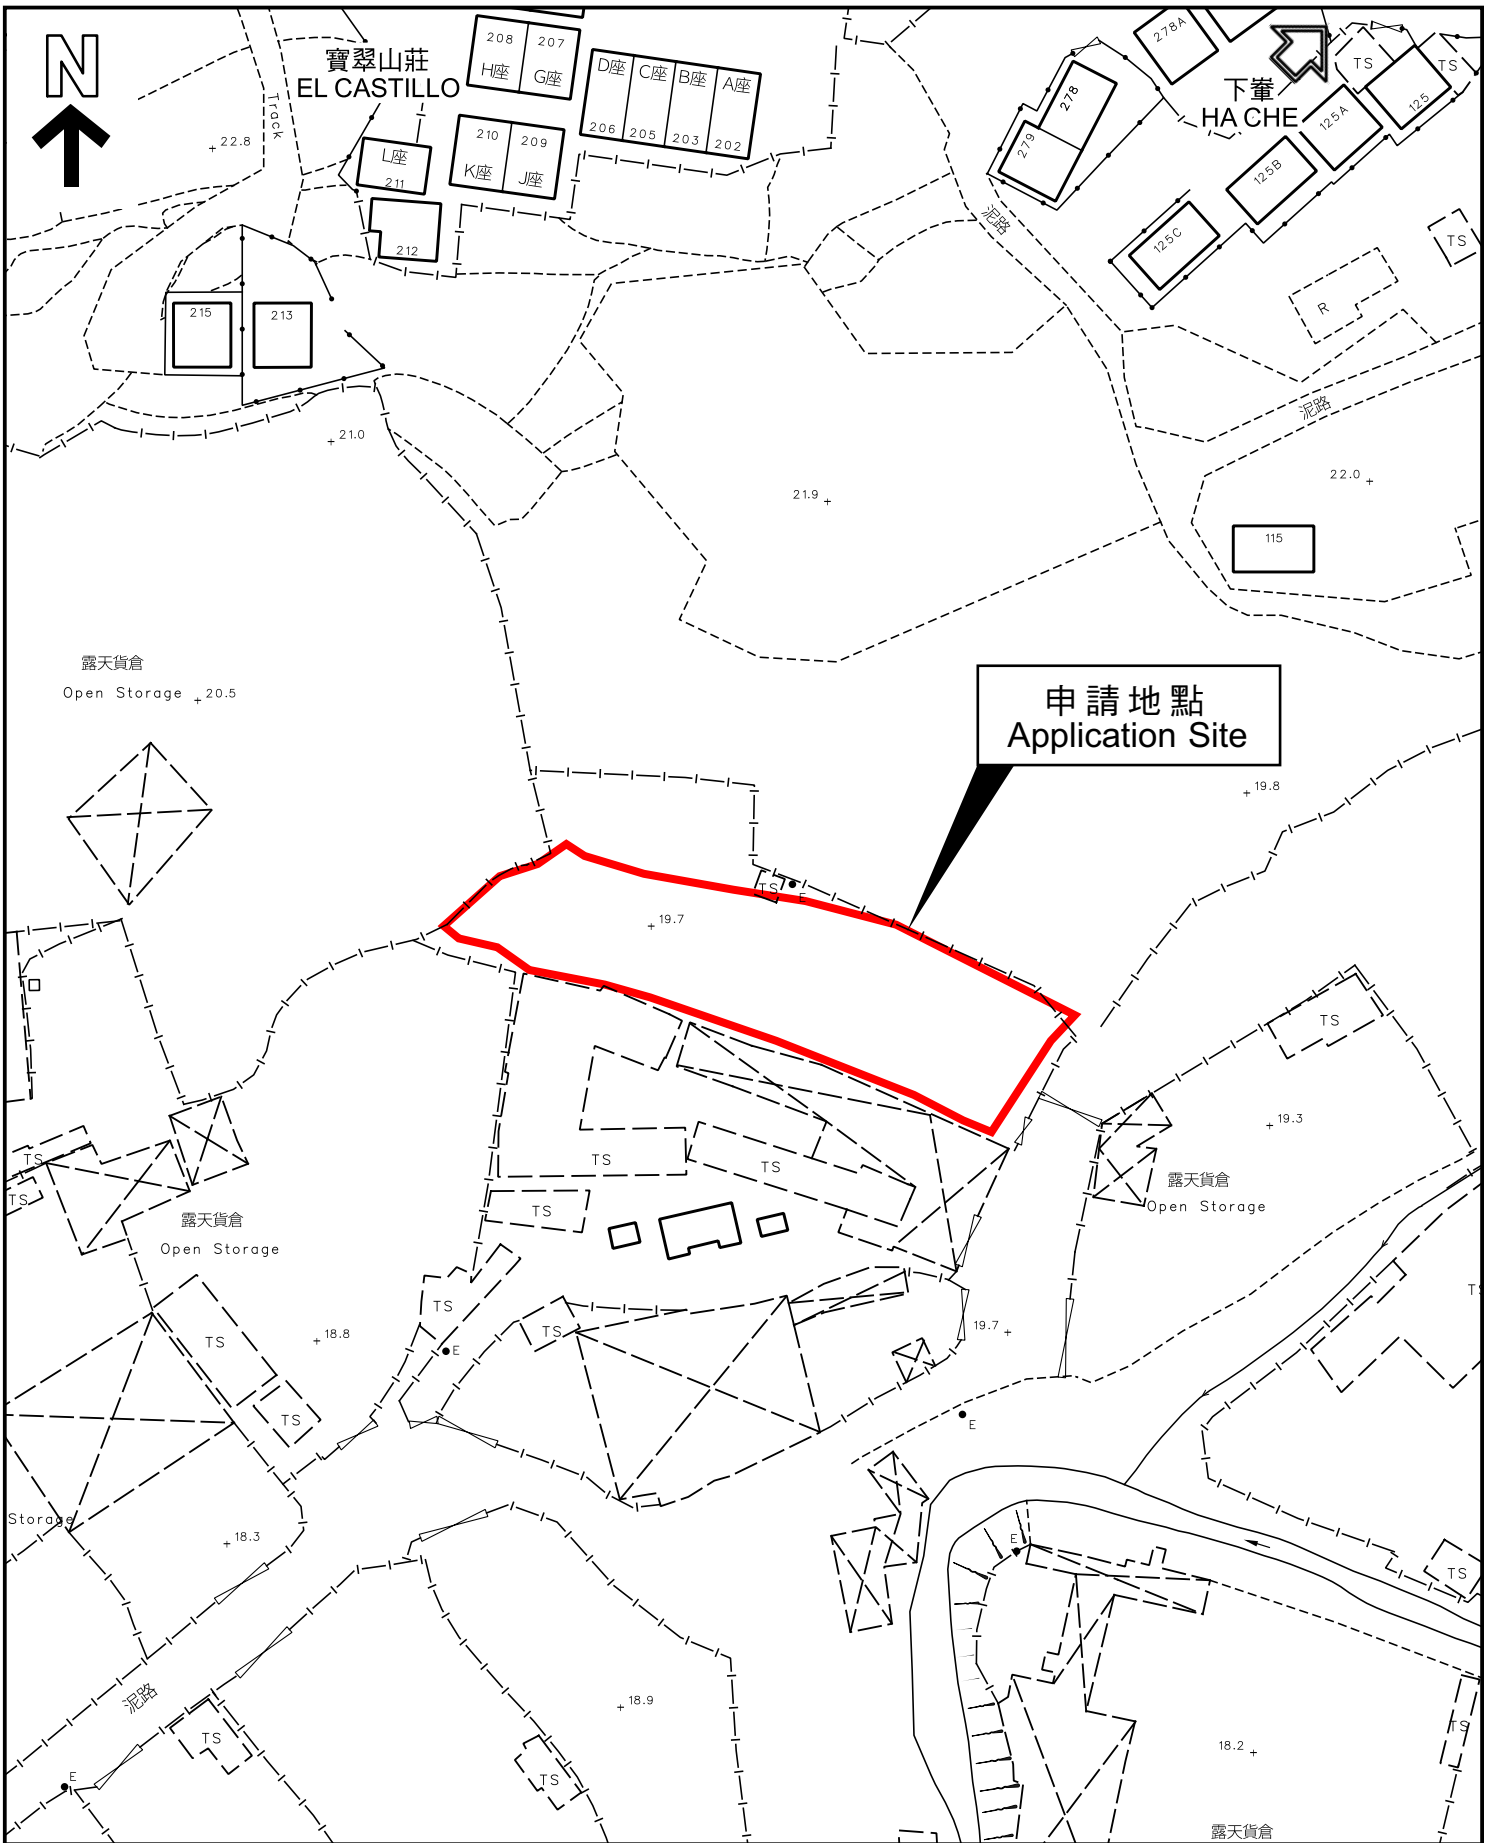 N
寶翠山莊
EL CASTILLO
208
207
H座
G座
D座
C座
B座
A座
206
205
203
202
210
209
K座
J座
L座
211
212
Track
22.8
215
213
21.0
278A
278
279
下輋
HA CHE
TS
TS
125
125A
125B
125C
TS
R
泥路
泥路
22.0
21.9
115
露天貨倉
Open Storage
20.5
申請地點
Application Site
19.8
TS
E
19.7
TS
19.3
露天貨倉
Open Storage
TS
TS
TS
TS
TS
露天貨倉
Open Storage
TS
TS
TS
18.8
E
TS
19.7
TS
E
Storage
18.3
E
TS
泥路
TS
18.9
TS
E
18.2
TS
露天貨倉